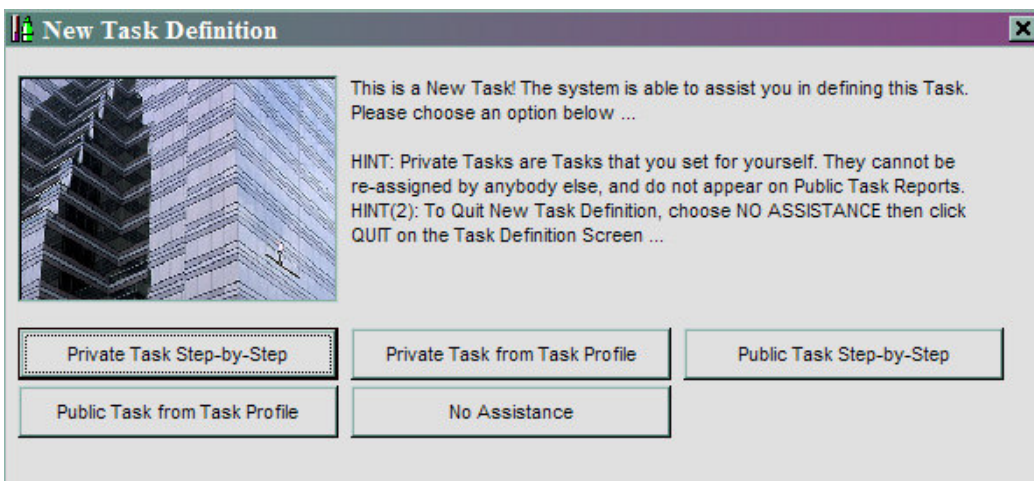 New Task Definition
This is a New Task! The system is able to assist you in defining this Task.
Please choose an option below ...
HINT: Private Tasks are Tasks that you set for yourself. They cannot be
re-assigned by anybody else, and do not appear on Public Task Reports.
HINT(2): To Quit New Task Definition, choose NO ASSISTANCE then click
QUIT on the Task Definition Screen ...
Private Task Step-by-Step
Private Task from Task Profile
Public Task Step-by-Step
Public Task from Task Profile
No Assistance